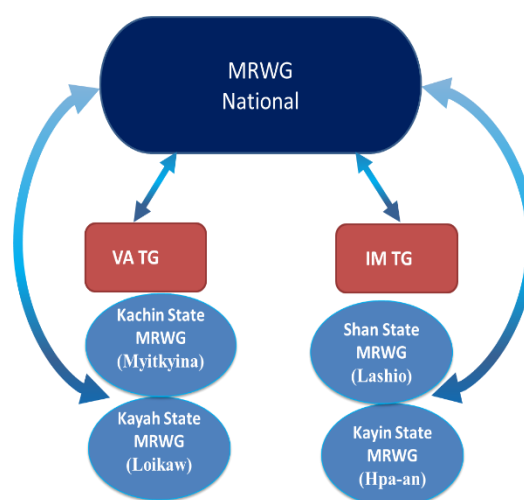 MRWG
National
VA TG
IM TG
Kachin State
MRWG
(Myitkyina)
Shan State
MRWG
(Lashio)
Kayah State
MRWG
(Loikaw)
Kayin State
MRWG
(Hpa-an)